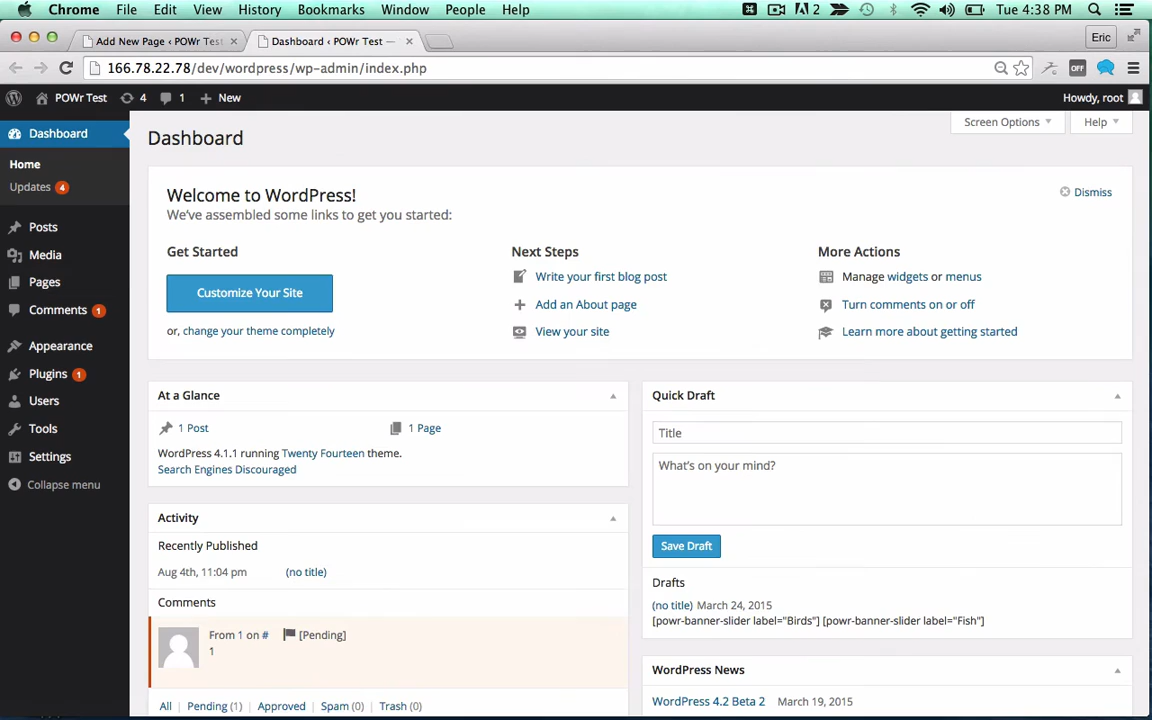 Chrome File Edit View History Bookmarks Window People Help 2 Tue 4:38 PM
Add New Page ‹ POWr Test Dashboard ‹ POWr Test — Eric
166.78.22.78/dev/wordpress/wp-admin/index.php OFF
POWr Test 4 1 New Howdy, root
Dashboard
Home
Updates 4
Posts
Media
Pages
Comments 1
Appearance
Plugins 1
Users
Tools
Settings
Collapse menu
Screen Options Help
Dashboard
Welcome to WordPress!
Dismiss
We've assembled some links to get you started:
Get Started
Customize Your Site
or, change your theme completely
Next Steps
Write your first blog post
Add an About page
View your site
More Actions
Manage widgets or menus
Turn comments on or off
Learn more about getting started
At a Glance
1 Post 1 Page
WordPress 4.1.1 running Twenty Fourteen theme.
Search Engines Discouraged
Activity
Recently Published
Aug 4th, 11:04 pm (no title)
Comments
From 1 on # [Pending]
1
All | Pending (1) | Approved | Spam (0) | Trash (0)
Quick Draft
Title
What's on your mind?
Save Draft
Drafts
(no title) March 24, 2015
[powr-banner-slider label="Birds"] [powr-banner-slider label="Fish"]
WordPress News
WordPress 4.2 Beta 2 March 19, 2015